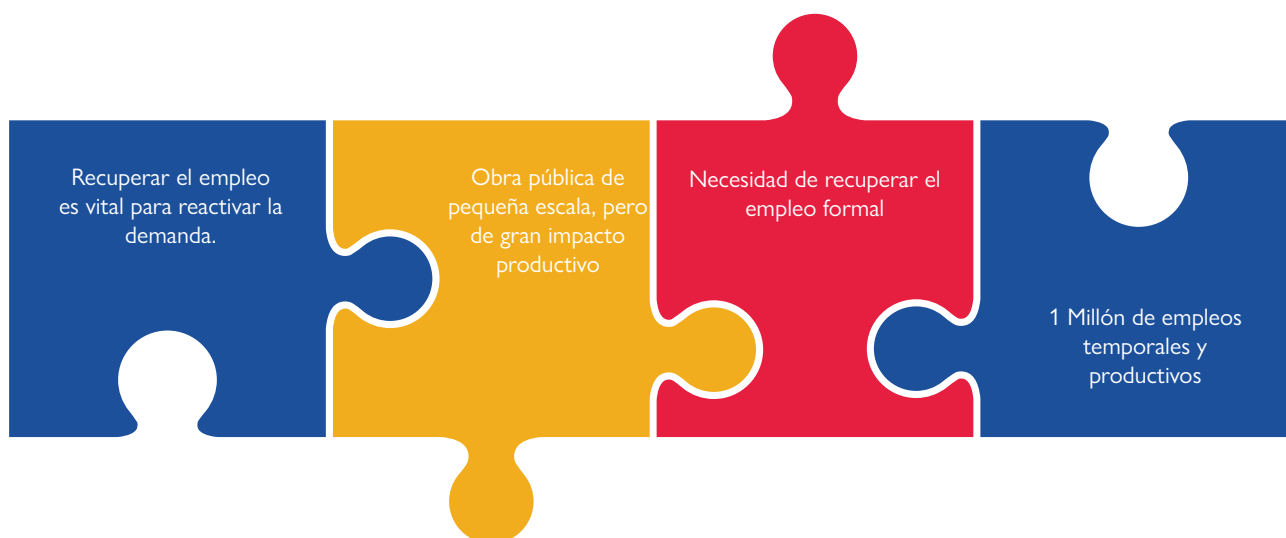 Recuperar el empleo
es vital para reactivar la
demanda.
Obra pública de
pequeña escala, pero
de gran impacto
productivo
Necesidad de recuperar el
empleo formal
1 Millón de empleos
temporales y
productivos